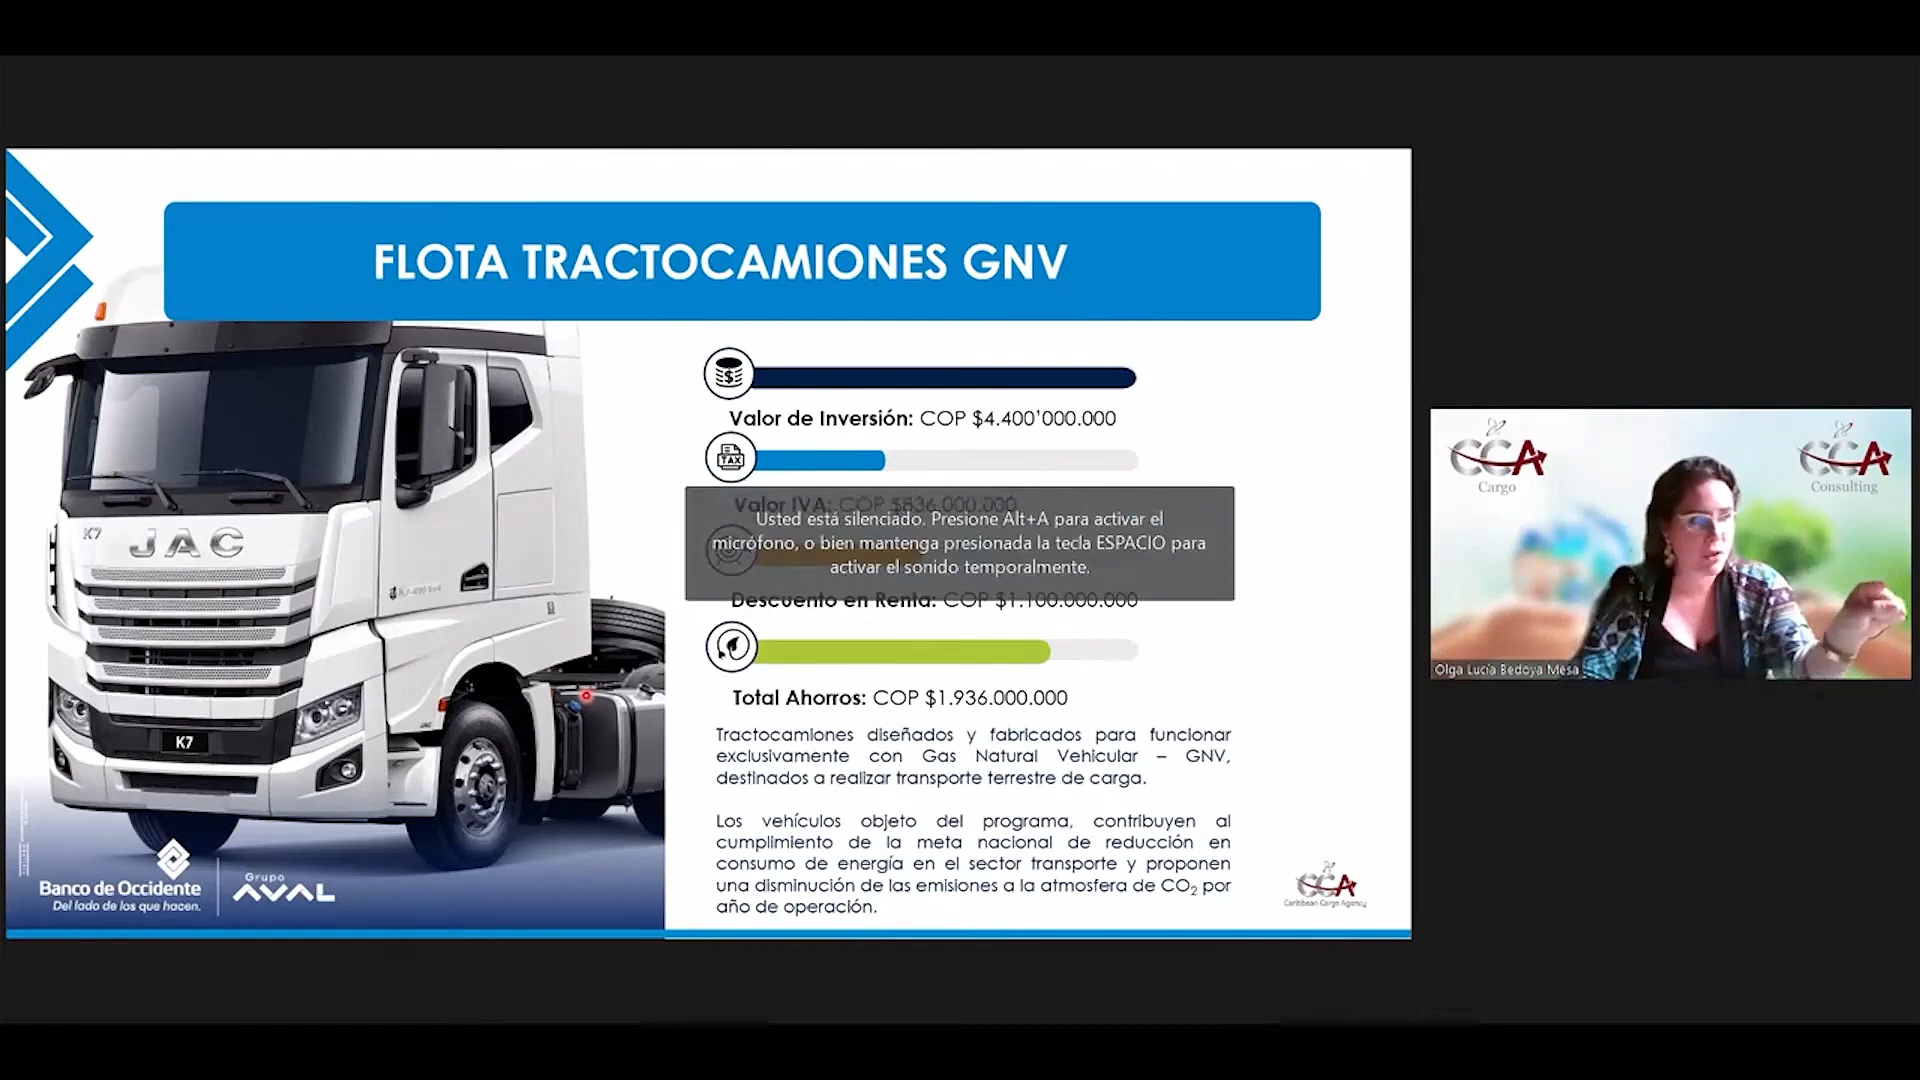 FLOTA TRACTOCAMIONES GNV
Valor de Inversión: COP $4.400’000.000
TAX
Valor IVA: COP $836.000.000
Usted está silenciado. Presione Alt+A para activar el
micrófono, o bien mantenga presionada la tecla ESPACIO para
activar el sonido temporalmente.
Descuento en Renta: COP $1.100.000.000
Total Ahorros: COP $1.936.000.000
Tractocamiones diseñados y fabricados para funcionar
exclusivamente con Gas Natural Vehicular – GNV,
destinados a realizar transporte terrestre de carga.
Los vehículos objeto del programa, contribuyen al
cumplimiento de la meta nacional de reducción en
consumo de energía en el sector transporte y proponen
una disminución de las emisiones a la atmosfera de CO₂ por
año de operación.
K7 JAC
K7
Banco de Occidente
Del lado de los que hacen.
Grupo
AVAL
CCA
Caribbean Cargo Agency
CCA
Cargo
CCA
Consulting
Olga Lucía Bedoya Mesa